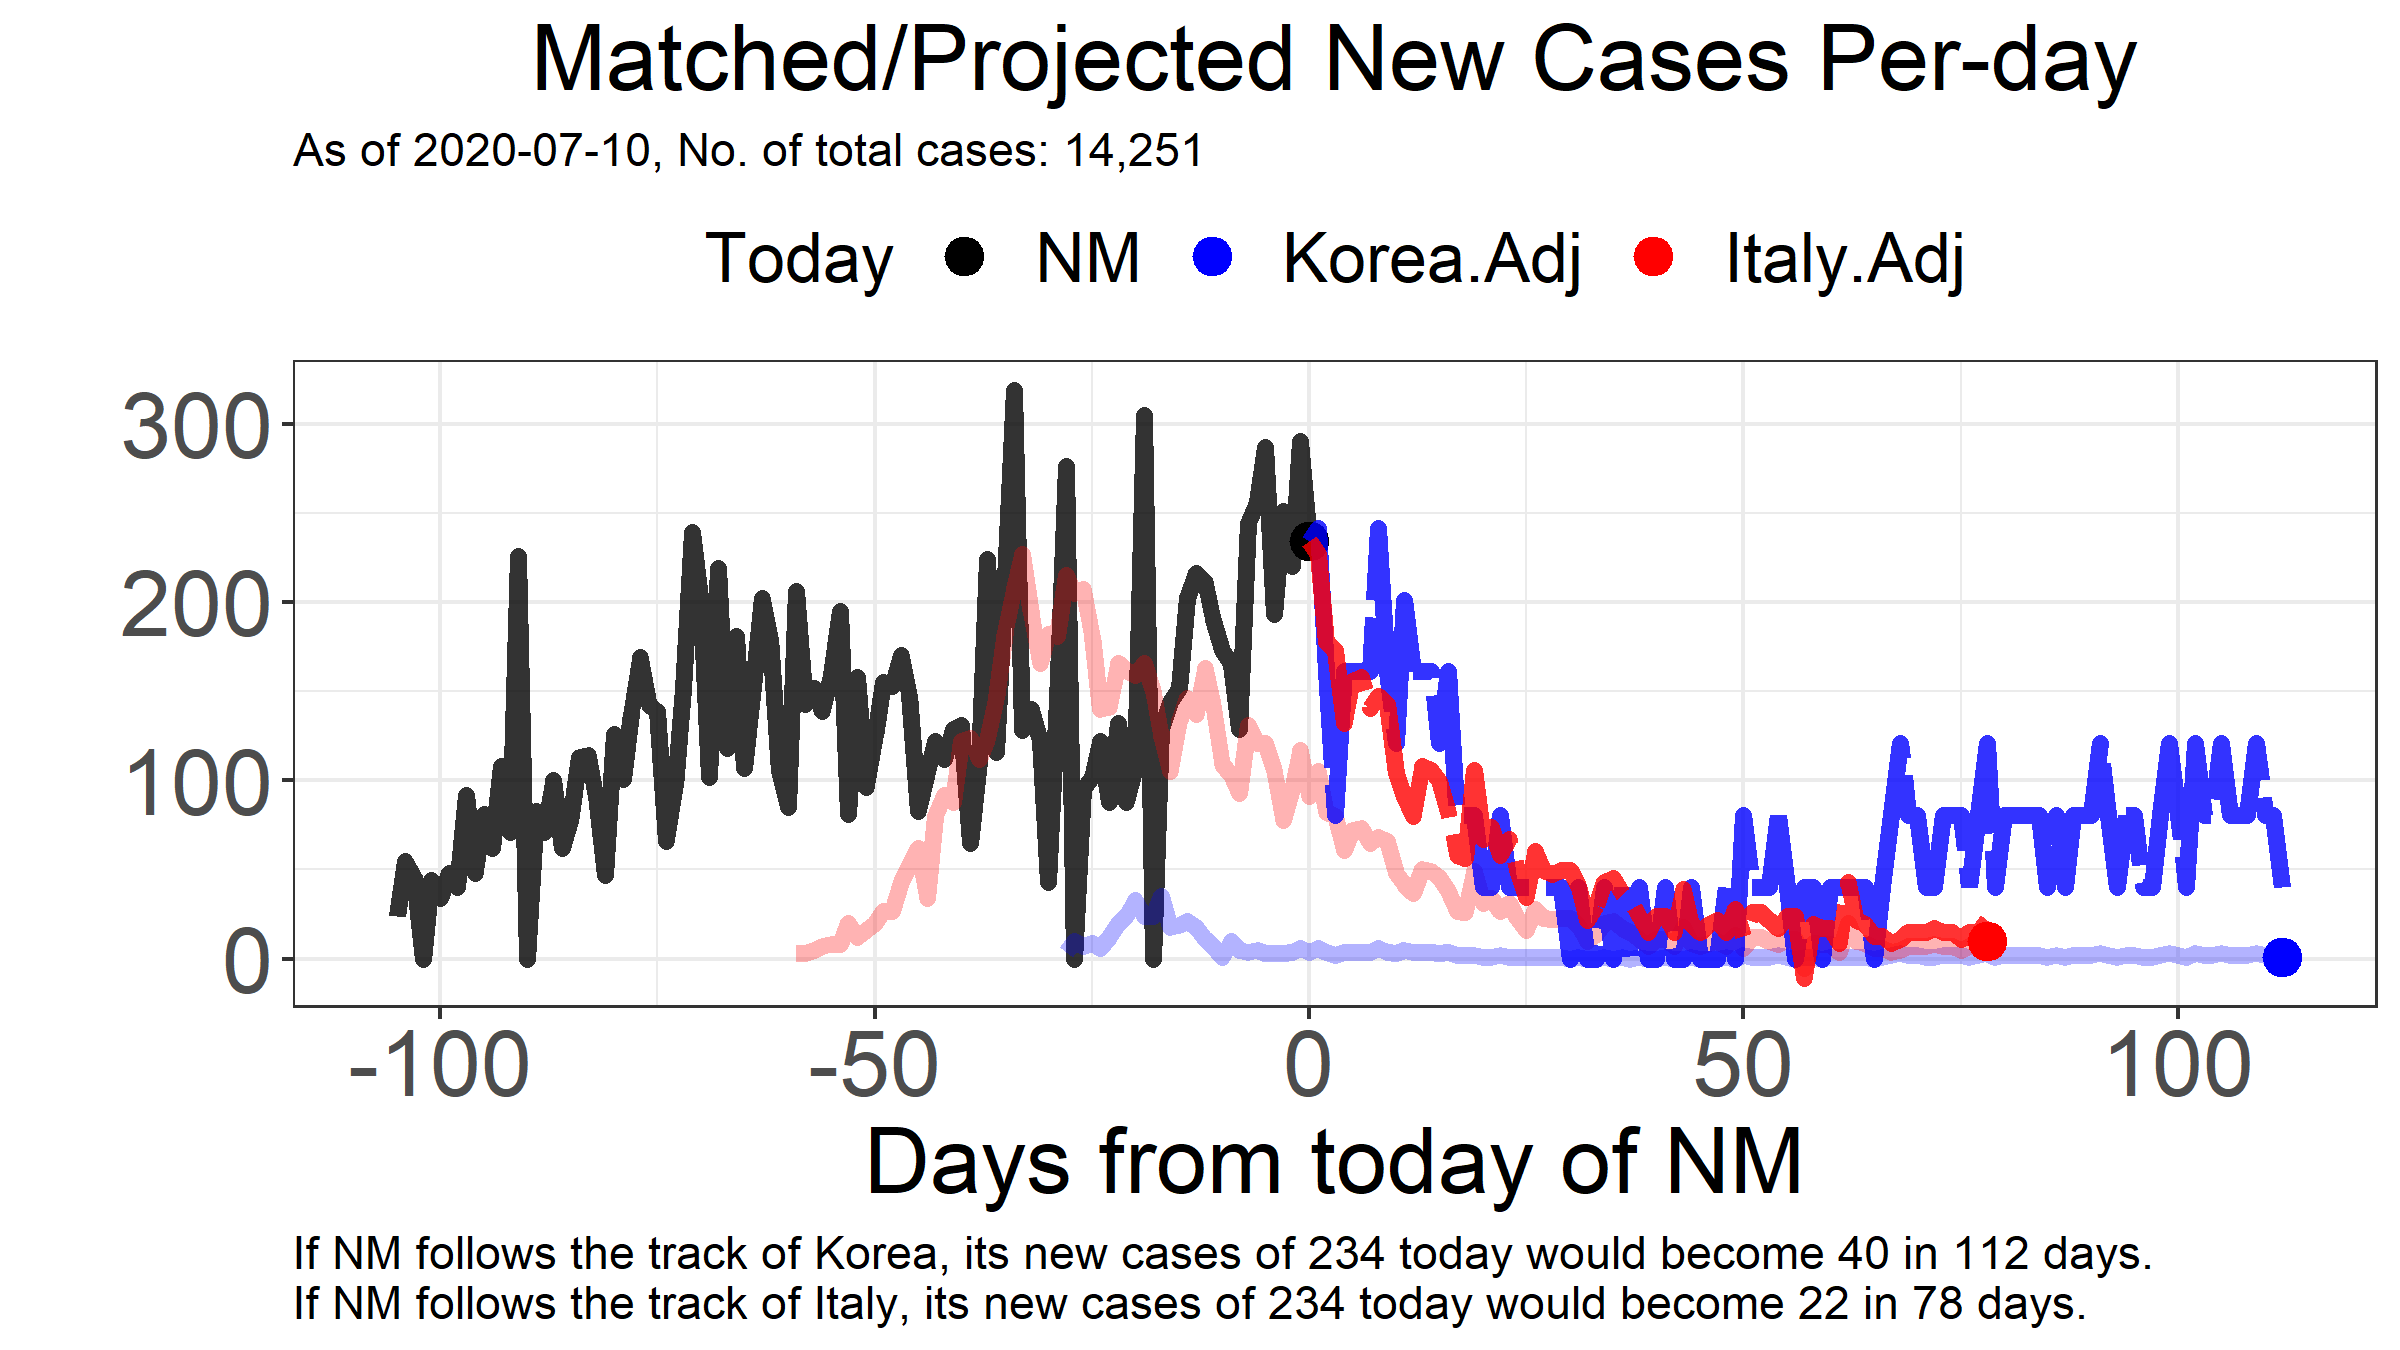 Matched/Projected New Cases Per-day
As of 2020-07-10, No. of total cases: 14,251
Today NM Korea.Adj Italy.Adj
300
200
100
0
-100 -50 0 50 100
Days from today of NM
If NM follows the track of Korea, its new cases of 234 today would become 40 in 112 days.
If NM follows the track of Italy, its new cases of 234 today would become 22 in 78 days.